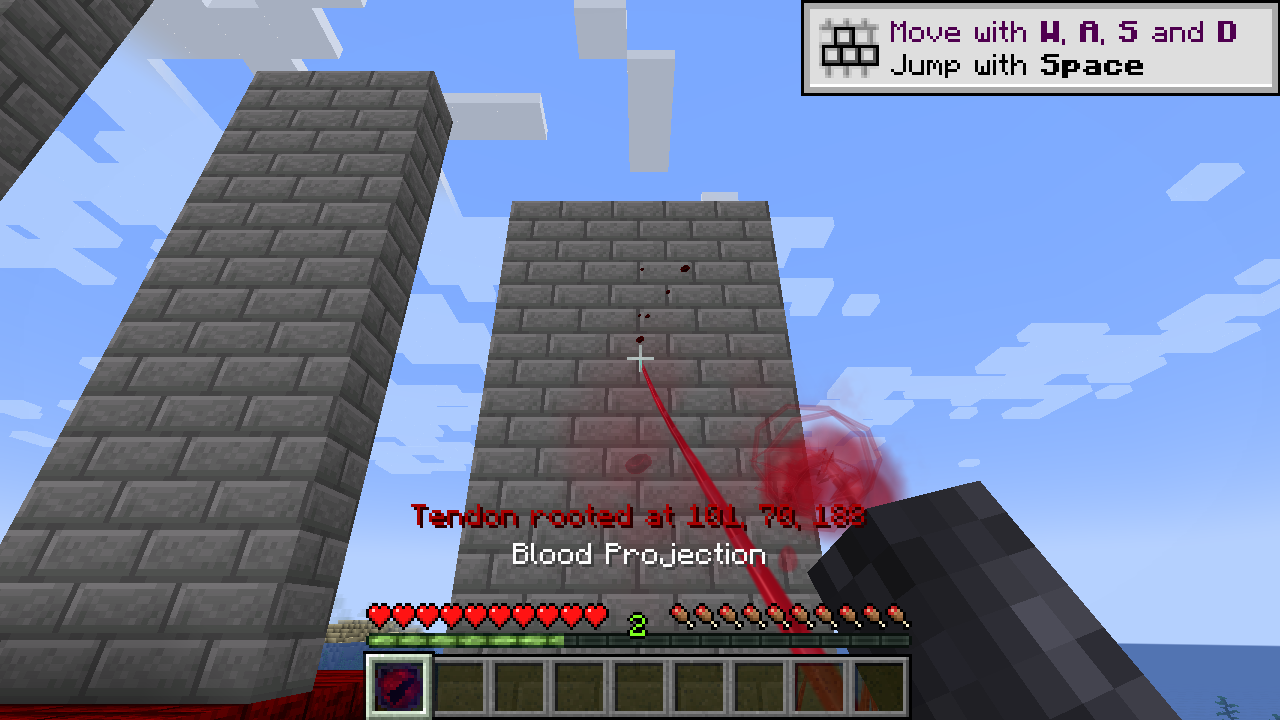 Move with W, A, S and D
Jump with Space
Tendon rooted at 101, 70, 189
Blood Projection
2